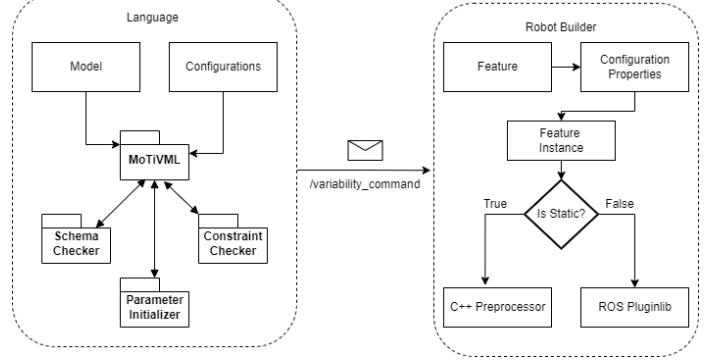 Language
Model
Configurations
MoTiVML
Schema
Checker
Constraint
Checker
Parameter
Initializer
/variability_command
Robot Builder
Feature
Configuration
Properties
Feature
Instance
True
Is Static?
False
C++ Preprocessor
ROS Pluginlib